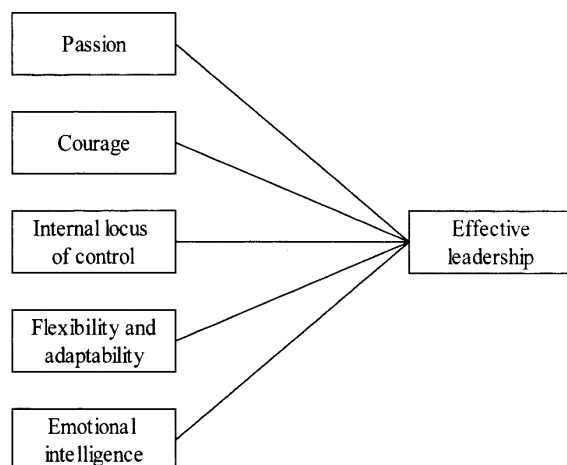 Passion
Courage
Internal locus
of control
Effective
leadership
Flexibility and
adaptability
Emotional
intelligence